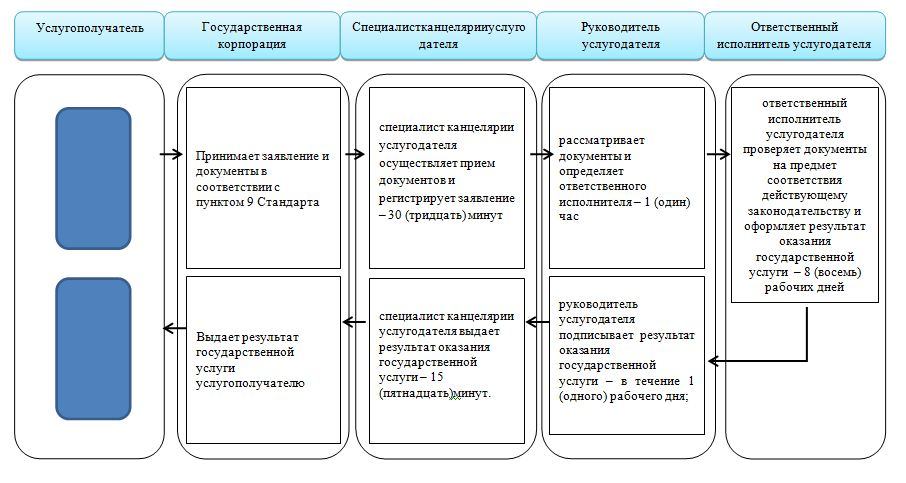 Услугополучатель
Государственная
корпорация
Специалистканцелярииуслуго
дателя
Руководитель
услугодателя
Ответственный
исполнитель услугодателя
Принимает заявление и
документы в
соответствии с
пунктом 9 Стандарта
специалист канцелярии
услугодателя
осуществляет прием
документов и
регистрирует заявление
– 30 (тридцать) минут
рассматривает
документы и
определяет
ответственного
исполнителя – 1 (один)
час
ответственный
исполнитель
услугодателя
проверяет документы
на предмет
соответствия
действующему
законодательству и
оформляет результат
оказания
государственной
услуги – 8 (восемь)
рабочих дней
Выдает результат
государственной
услуги
услугополучателю
специалист канцелярии
услугодателя выдает
результат оказания
государственной
услуги – 15
(пятнадцать)минут.
руководитель
услугодателя
подписывает результат
оказания
государственной
услуги – в течение 1
(одного) рабочего дня;